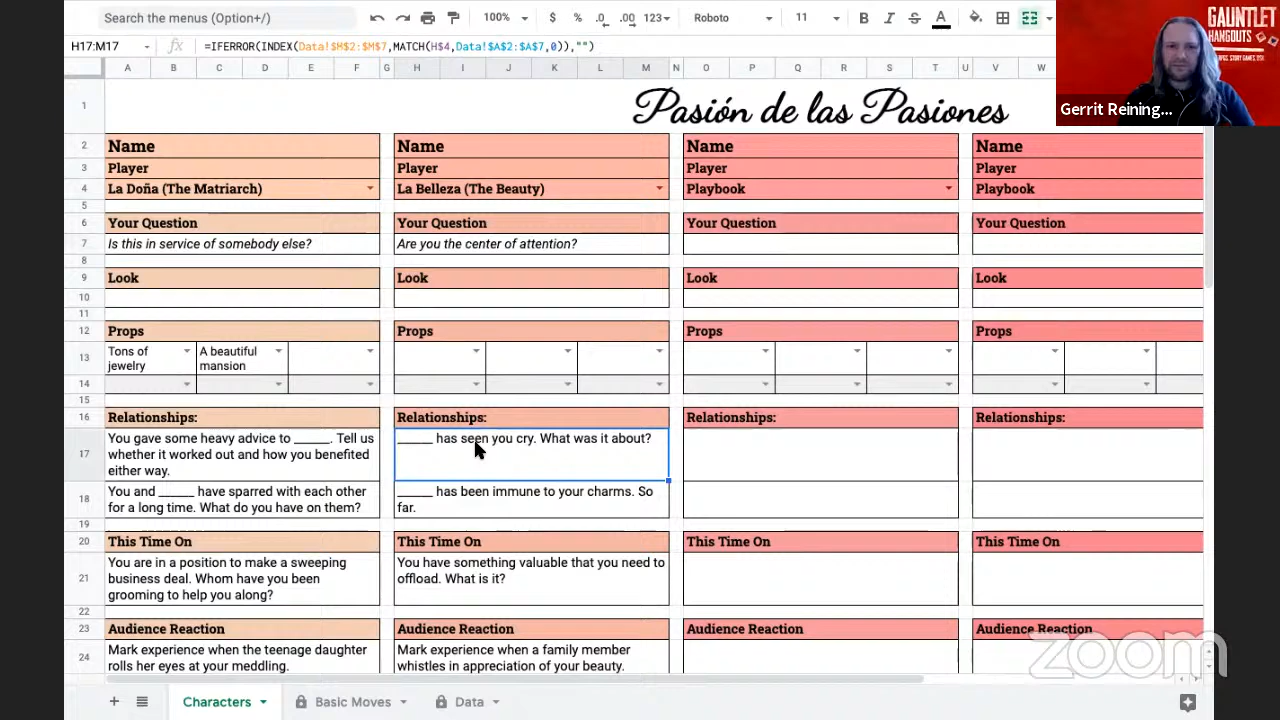 Search the menus (Option+/)
100%
$ % .0 .00 123
Roboto
11
B I S A
H17:M17
fx
=IFERROR(INDEX(Data!$M$2:$M$7,MATCH(H$4,Data!$A$2:$A$7,0)),"")
GAUNTLET
HANGOUTS
Gerrit Reining...
A B C D E F G H I J L M N O P Q R S T U V W
1
Pasión de las Pasiones
2
Name Name Name Name
3
Player Player Player Player
4
La Doña (The Matriarch) La Belleza (The Beauty) Playbook Playbook
5
6
Your Question Your Question Your Question Your Question
7
Is this in service of somebody else? Are you the center of attention?
8
9
Look Look Look Look
10
11
12
Props Props Props Props
13
Tons of A beautiful
jewelry mansion
14
15
16
Relationships: Relationships: Relationships: Relationships:
17
You gave some heavy advice to ______. Tell us
whether it worked out and how you benefited
either way.
______ has seen you cry. What was it about?
18
You and ______ have sparred with each other
for a long time. What do you have on them?
______ has been immune to your charms. So
far.
19
20
This Time On This Time On This Time On This Time On
21
You are in a position to make a sweeping
business deal. Whom have you been
grooming to help you along?
You have something valuable that you need to
offload. What is it?
22
23
Audience Reaction Audience Reaction Audience Reaction Audience Reaction
24
Mark experience when the teenage daughter
rolls her eyes at your meddling.
Mark experience when a family member
whistles in appreciation of your beauty.
zoom
Characters Basic Moves Data